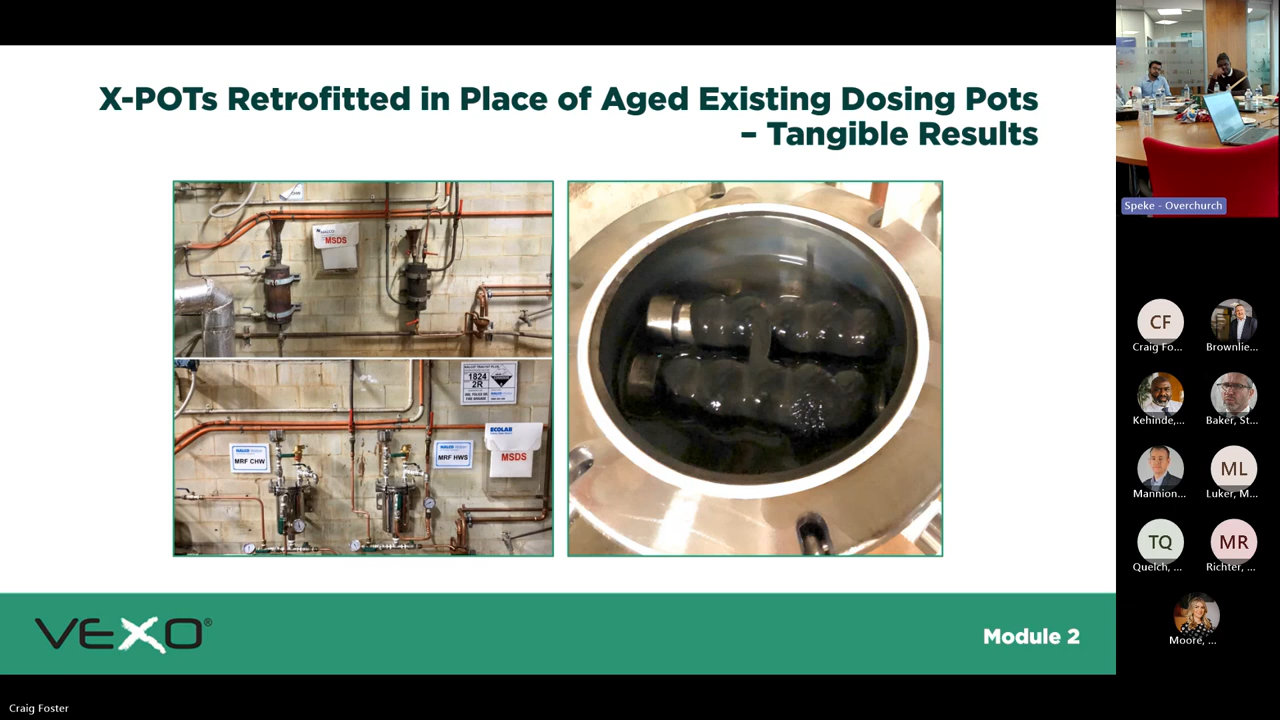 X-POTs Retrofitted in Place of Aged Existing Dosing Pots
– Tangible Results
MSDS
1824
2R
ECOLAB
MRF CHW
MRF HWS
MSDS
VEXO®
Module 2
Craig Foster
Speke - Overchurch
CF
Craig Fo...
Brownlie...
Kehinde,...
Baker, St...
Mannion...
ML
Luker, M...
TQ
Quelch, ...
MR
Richter, ...
Moore, ...